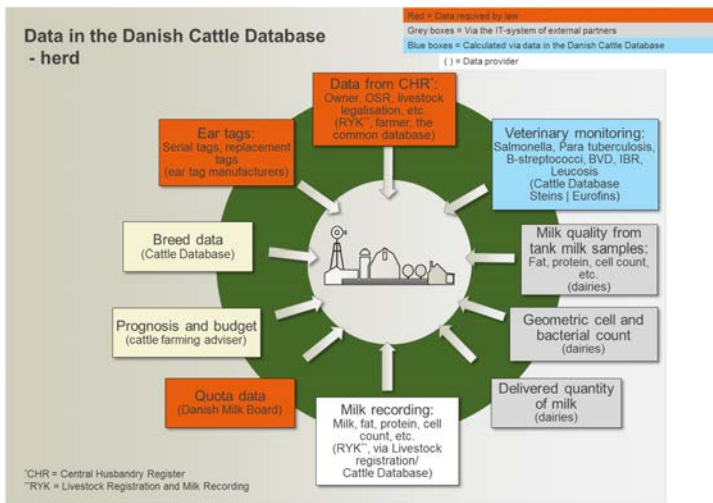 Data in the Danish Cattle Database
- herd
Red = Data required by law
Grey boxes = Via the IT-system of external partners
Blue boxes = Calculated via data in the Danish Cattle Database
( ) = Data provider
Data from CHR*:
Owner, OSR, livestock
legalisation, etc.
(RYK**, farmer, the
common database)
Ear tags:
Serial tags, replacement
tags
(ear tag manufacturers)
Veterinary monitoring:
Salmonella, Para tuberculosis,
B-streptococci, BVD, IBR,
Leucosis
(Cattle Database
Steins | Eurofins)
Breed data
(Cattle Database)
Milk quality from
tank milk samples:
Fat, protein, cell count,
etc.
(dairies)
Prognosis and budget
(cattle farming adviser)
Geometric cell and
bacterial count
(dairies)
Quota data
(Danish Milk Board)
Milk recording:
Milk, fat, protein, cell
count, etc.
(RYK**, via Livestock
registration/
Cattle Database)
Delivered quantity
of milk
(dairies)
*CHR = Central Husbandry Register
**RYK = Livestock Registration and Milk Recording